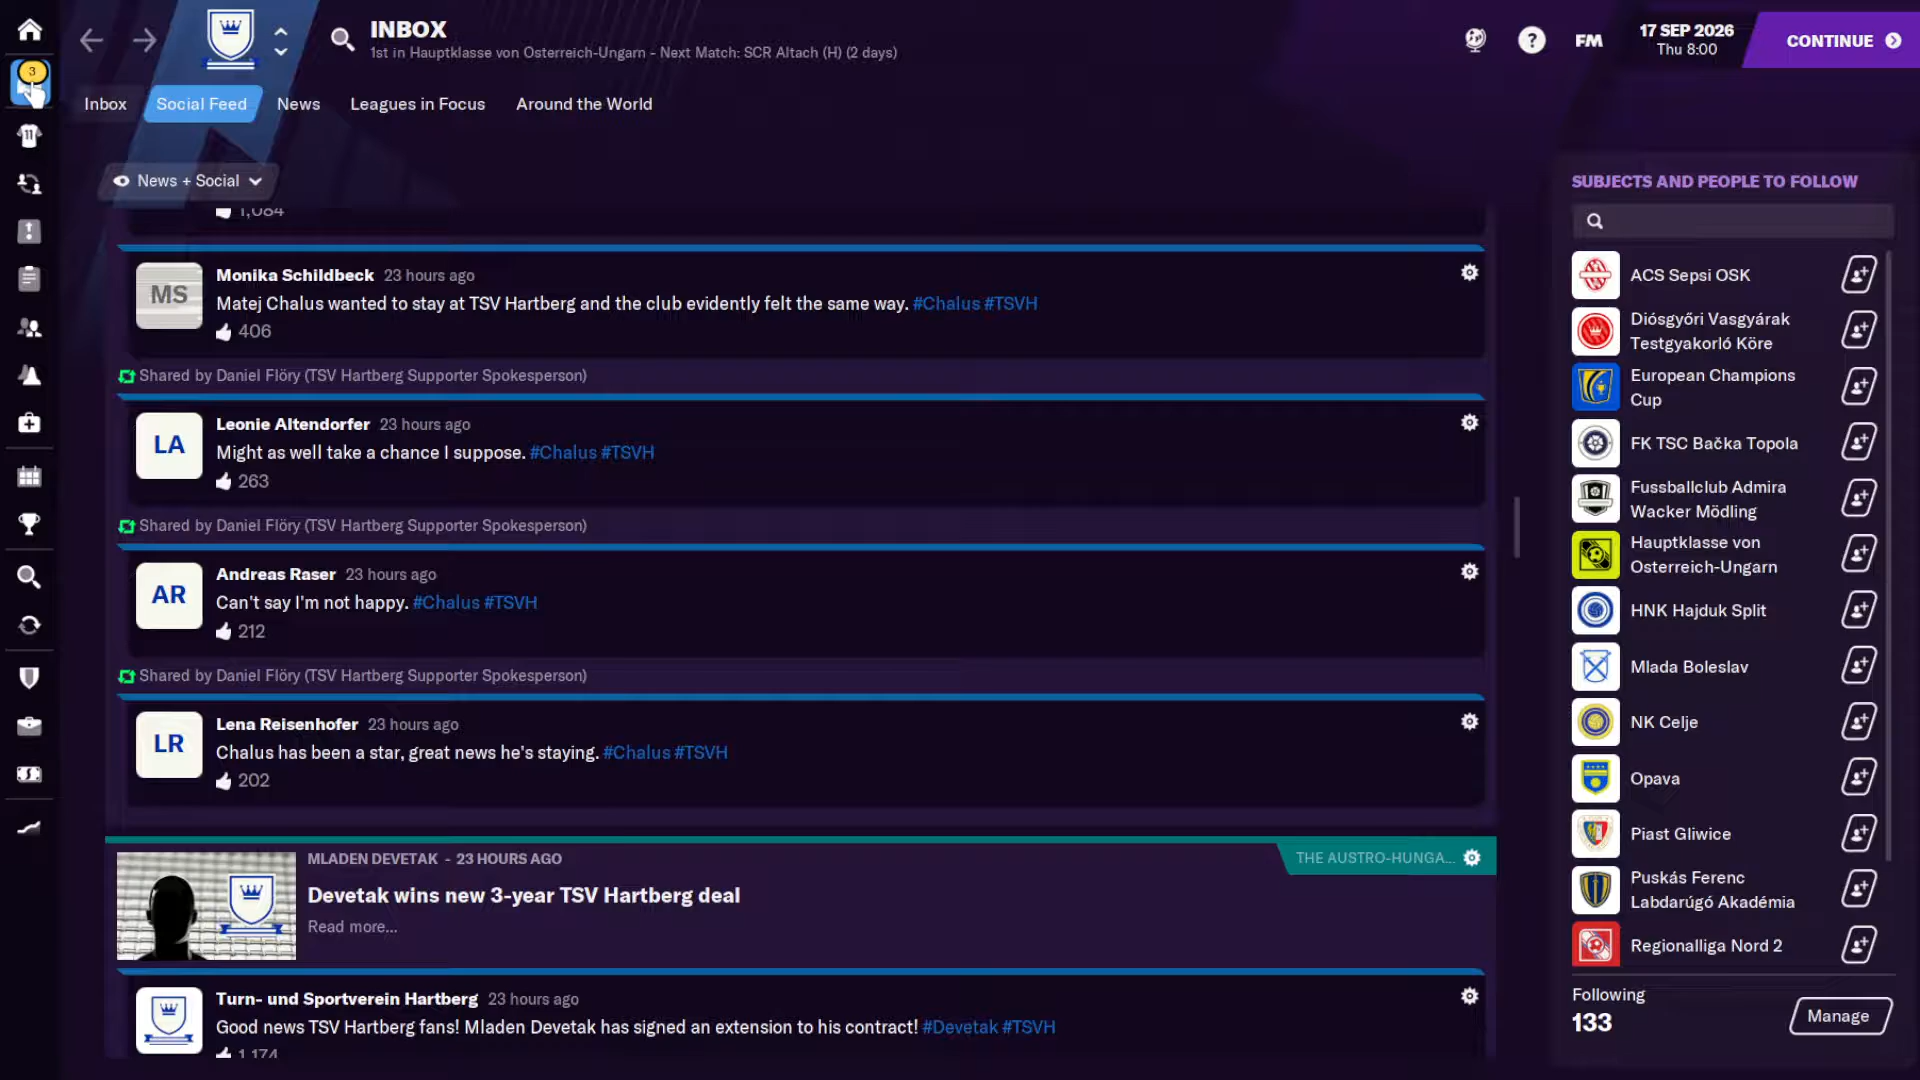 3
INBOX
1st in Hauptklasse von Osterreich-Ungarn - Next Match: SCR Altach (H) (2 days)
FM
17 SEP 2026
Thu 8:00
CONTINUE
Inbox
Social Feed
News
Leagues in Focus
Around the World
News + Social
1,084
Monika Schildbeck 23 hours ago
MS
Matej Chalus wanted to stay at TSV Hartberg and the club evidently felt the same way. #Chalus #TSVH
406
Shared by Daniel Flöry (TSV Hartberg Supporter Spokesperson)
Leonie Altendorfer 23 hours ago
LA
Might as well take a chance I suppose. #Chalus #TSVH
263
Shared by Daniel Flöry (TSV Hartberg Supporter Spokesperson)
Andreas Raser 23 hours ago
AR
Can't say I'm not happy. #Chalus #TSVH
212
Shared by Daniel Flöry (TSV Hartberg Supporter Spokesperson)
Lena Reisenhofer 23 hours ago
LR
Chalus has been a star, great news he's staying. #Chalus #TSVH
202
MLADEN DEVETAK - 23 HOURS AGO
THE AUSTRO-HUNGA...
Devetak wins new 3-year TSV Hartberg deal
Read more...
Turn- und Sportverein Hartberg 23 hours ago
Good news TSV Hartberg fans! Mladen Devetak has signed an extension to his contract! #Devetak #TSVH
1,174
SUBJECTS AND PEOPLE TO FOLLOW
ACS Sepsi OSK
Diósgyőri Vasgyárak
Testgyakorló Köre
European Champions
Cup
FK TSC Bačka Topola
Fussballclub Admira
Wacker Mödling
Hauptklasse von
Osterreich-Ungarn
HNK Hajduk Split
Mlada Boleslav
NK Celje
Opava
Piast Gliwice
Puskás Ferenc
Labdarúgó Akadémia
Regionalliga Nord 2
Following
133
Manage